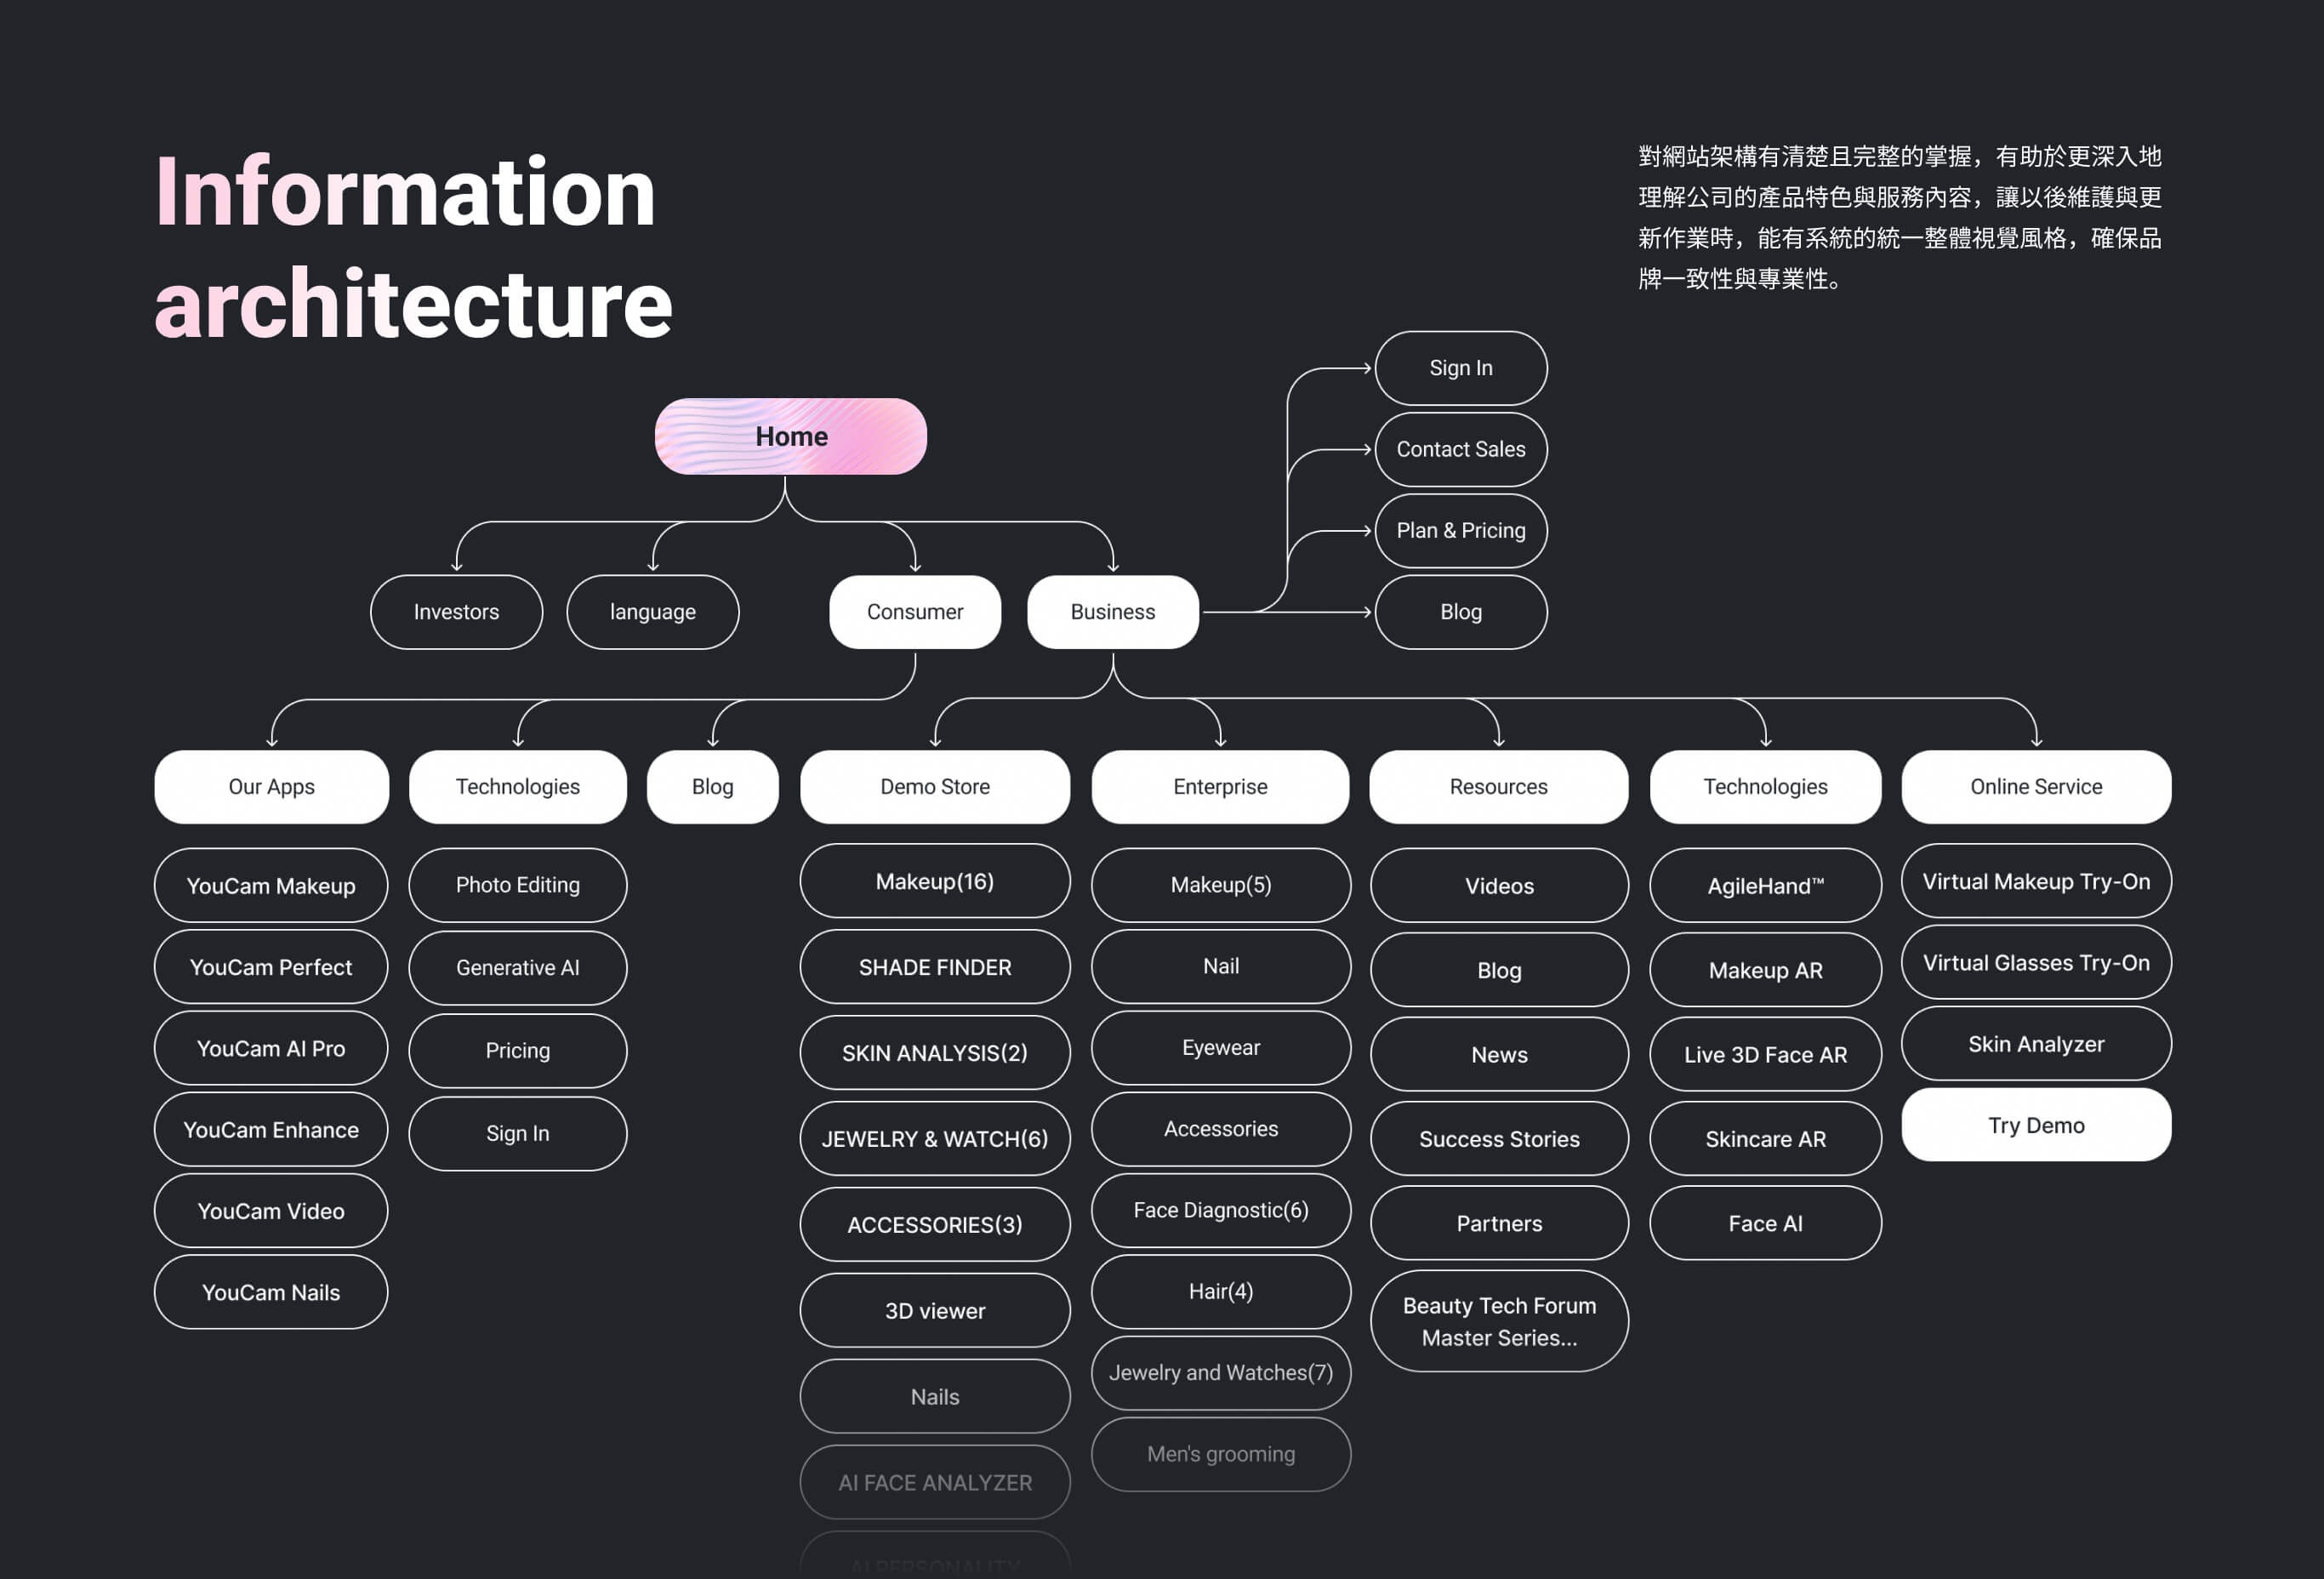 Information
architecture
對網站架構有清楚且完整的掌握，有助於更深入地
理解公司的產品特色與服務內容，讓以後維護與更
新作業時，能有系統的統一整體視覺風格，確保品
牌一致性與專業性。
Home
Investors
language
Consumer
Business
Sign In
Contact Sales
Plan & Pricing
Blog
Our Apps
YouCam Makeup
YouCam Perfect
YouCam AI Pro
YouCam Enhance
YouCam Video
YouCam Nails
Technologies
Photo Editing
Generative AI
Pricing
Sign In
Blog
Demo Store
Makeup(16)
SHADE FINDER
SKIN ANALYSIS(2)
JEWELRY & WATCH(6)
ACCESSORIES(3)
3D viewer
Nails
AI FACE ANALYZER
AI PERSONALITY
Enterprise
Makeup(5)
Nail
Eyewear
Accessories
Face Diagnostic(6)
Hair(4)
Jewelry and Watches(7)
Men's grooming
Resources
Videos
Blog
News
Success Stories
Partners
Beauty Tech Forum
Master Series...
Technologies
AgileHand™
Makeup AR
Live 3D Face AR
Skincare AR
Face AI
Online Service
Virtual Makeup Try-On
Virtual Glasses Try-On
Skin Analyzer
Try Demo